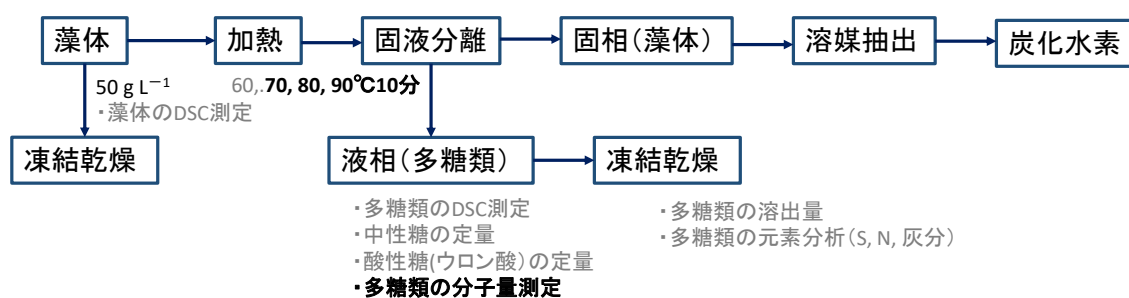 藻体
加熱
固液分離
固相(藻体)
溶媒抽出
炭化水素
50 g L⁻¹
60,.70, 80, 90℃10分
・藻体のDSC測定
凍結乾燥
液相(多糖類)
凍結乾燥
・多糖類のDSC測定
・中性糖の定量
・酸性糖(ウロン酸)の定量
・多糖類の分子量測定
・多糖類の溶出量
・多糖類の元素分析(S, N, 灰分)